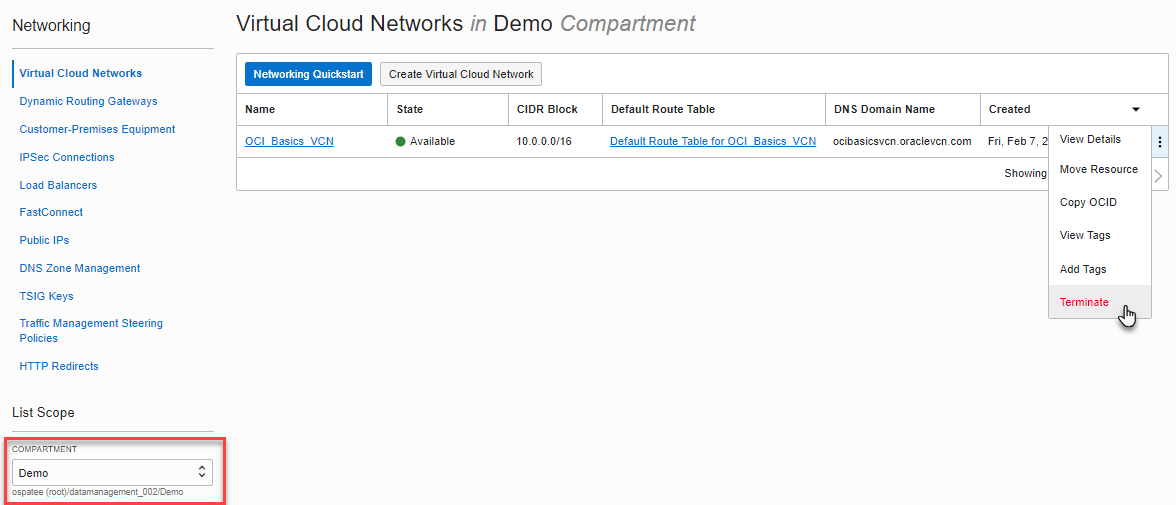 Networking
Virtual Cloud Networks
Dynamic Routing Gateways
Customer-Premises Equipment
IPSec Connections
Load Balancers
FastConnect
Public IPs
DNS Zone Management
TSIG Keys
Traffic Management Steering
Policies
HTTP Redirects
List Scope
COMPARTMENT
Demo
ospatee (root)/datamanagement_002/Demo
Virtual Cloud Networks in Demo Compartment
Networking Quickstart Create Virtual Cloud Network
Name State CIDR Block Default Route Table DNS Domain Name Created
OCI_Basics_VCN Available 10.0.0.0/16 Default Route Table for OCI_Basics_VCN ocibasicsvcn.oraclevcn.com Fri, Feb 7, 2
Showing
View Details
Move Resource
Copy OCID
View Tags
Add Tags
Terminate